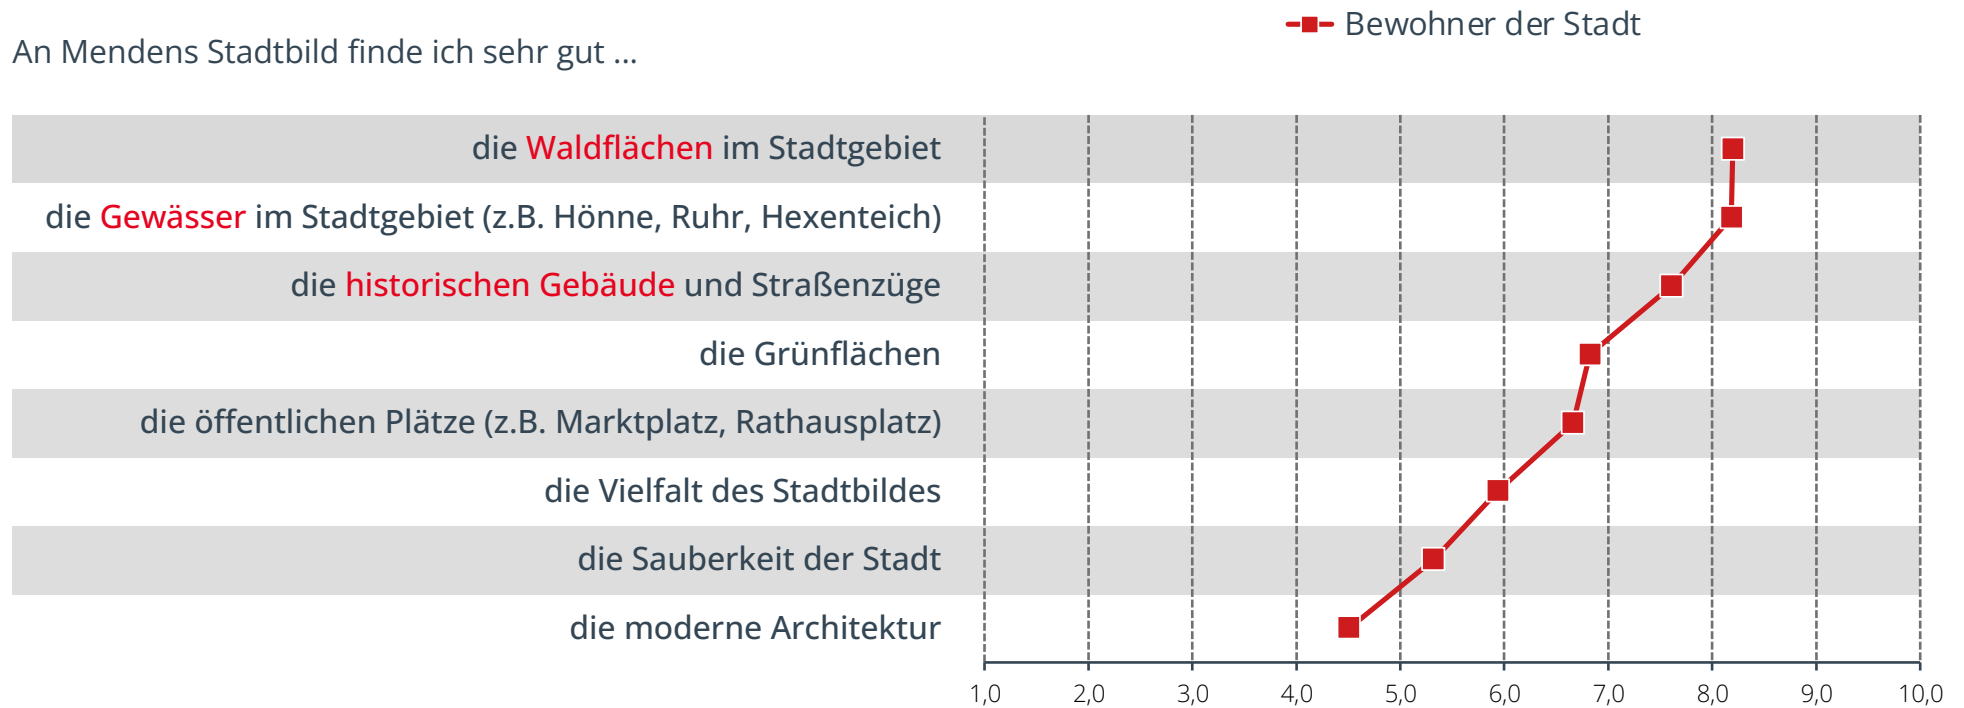 Bewohner der Stadt
An Mendens Stadtbild finde ich sehr gut ...
die Waldflächen im Stadtgebiet
die Gewässer im Stadtgebiet (z.B. Hönne, Ruhr, Hexenteich)
die historischen Gebäude und Straßenzüge
die Grünflächen
die öffentlichen Plätze (z.B. Marktplatz, Rathausplatz)
die Vielfalt des Stadtbildes
die Sauberkeit der Stadt
die moderne Architektur
1,0 2,0 3,0 4,0 5,0 6,0 7,0 8,0 9,0 10,0